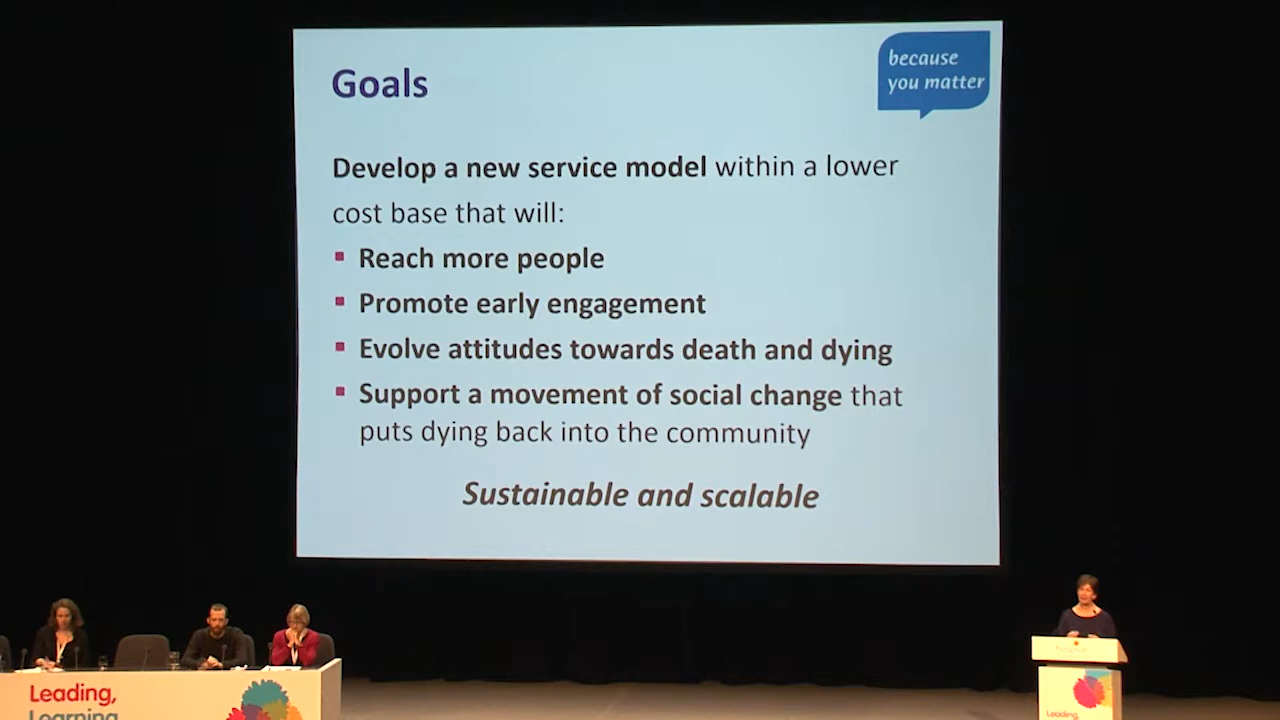 because
you matter
Goals
Develop a new service model within a lower
cost base that will:
▪ Reach more people
▪ Promote early engagement
▪ Evolve attitudes towards death and dying
▪ Support a movement of social change that
puts dying back into the community
Sustainable and scalable
Leading,
Learning
Leading,